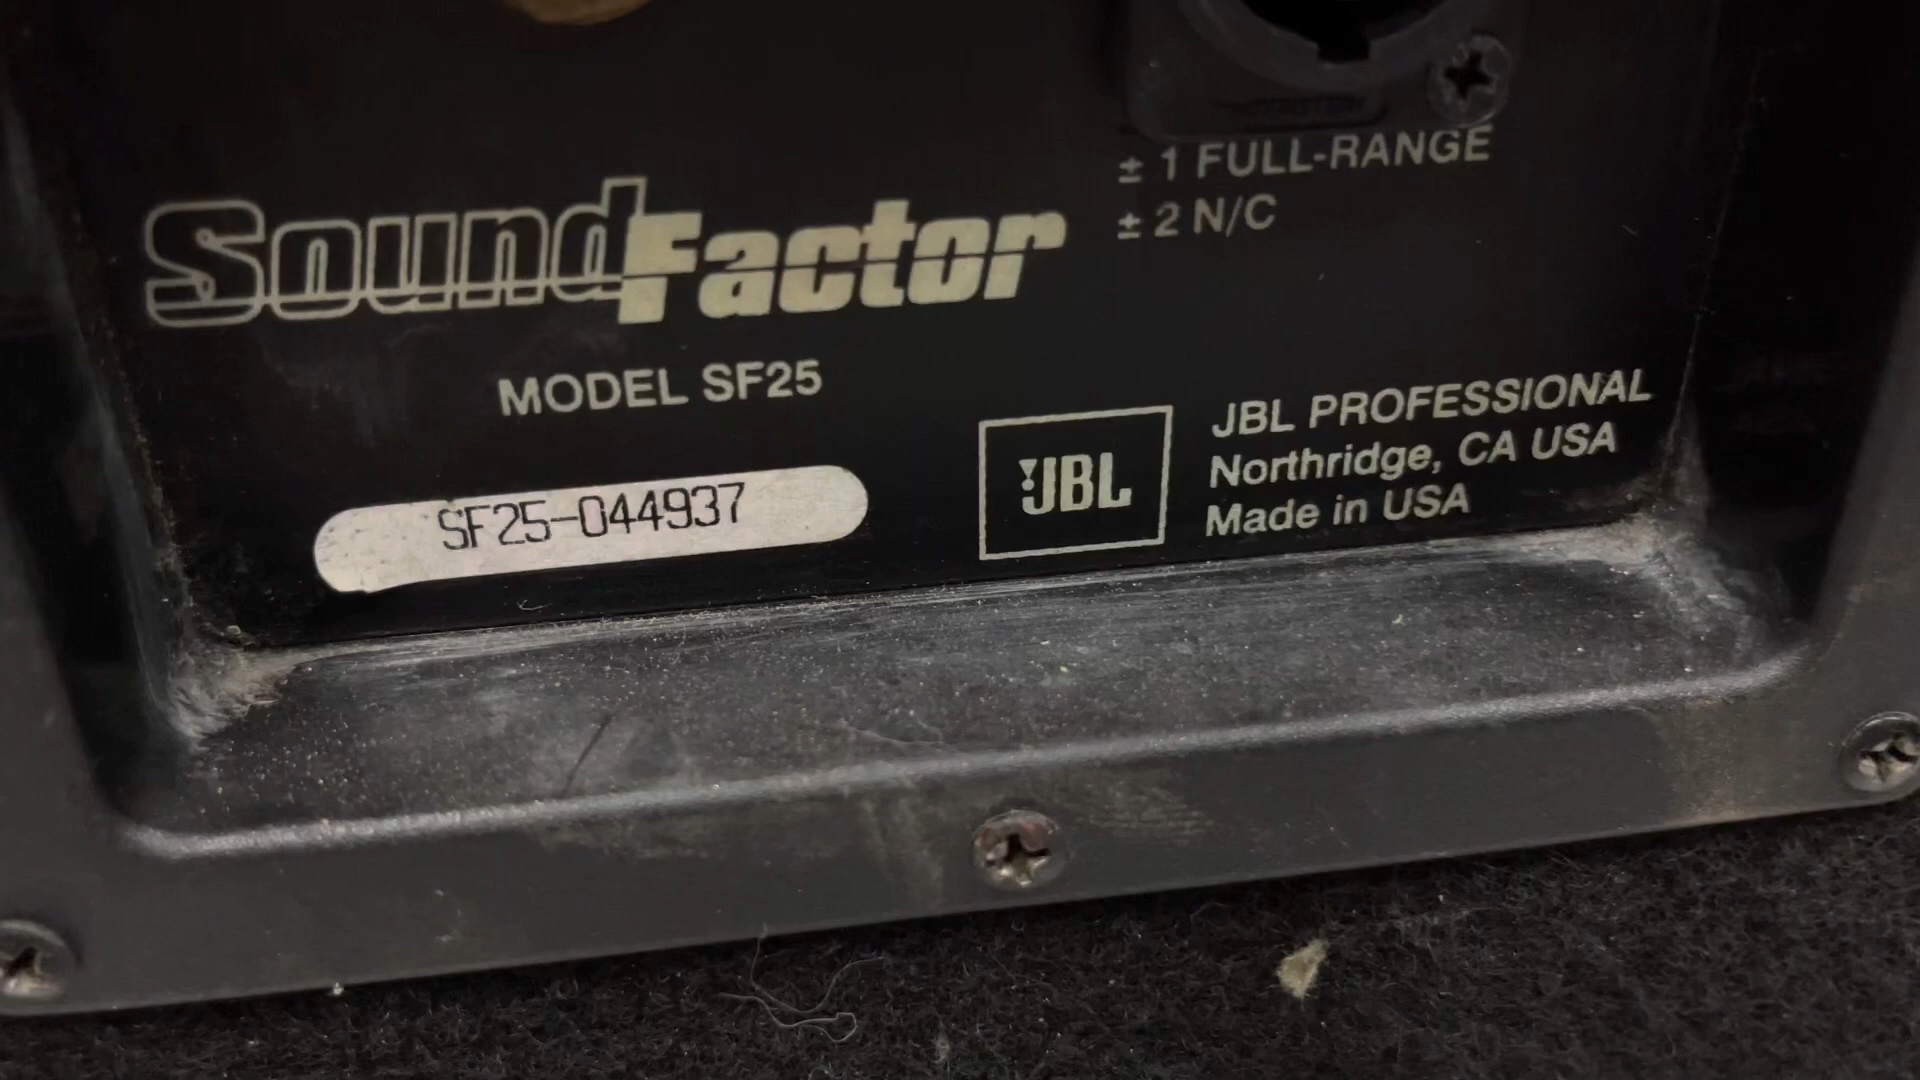 ± 1 FULL-RANGE
± 2 N/C
SoundFactor
MODEL SF25
SF25-044937
JBL
JBL PROFESSIONAL
Northridge, CA USA
Made in USA